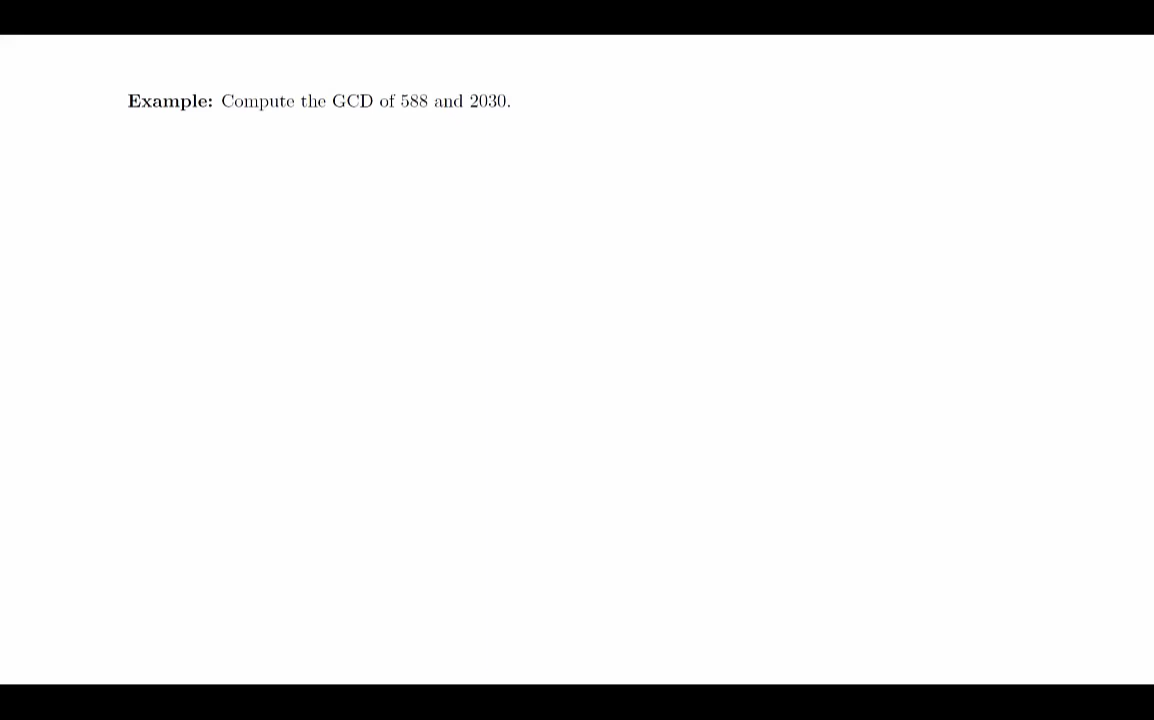 Example: Compute the GCD of 588 and 2030.